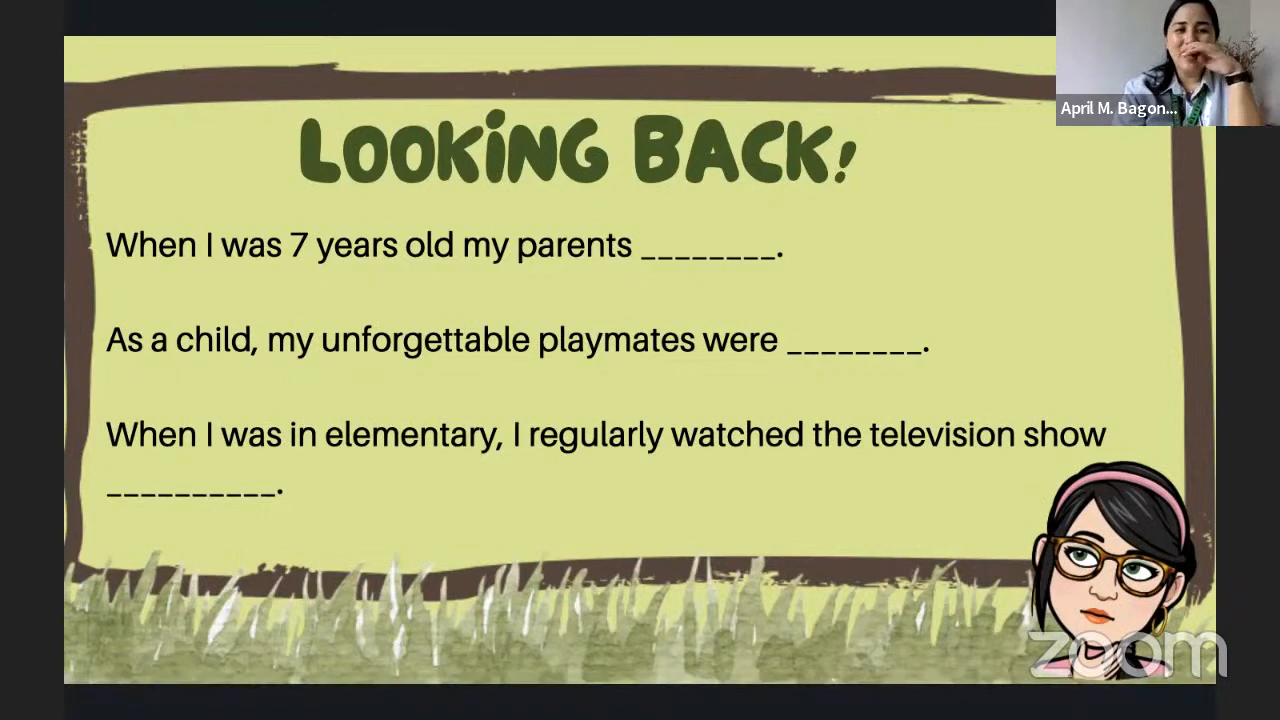 April M. Bagon...
LOOKING BACK!
When I was 7 years old my parents ________.
As a child, my unforgettable playmates were ________.
When I was in elementary, I regularly watched the television show
__________.
zoom